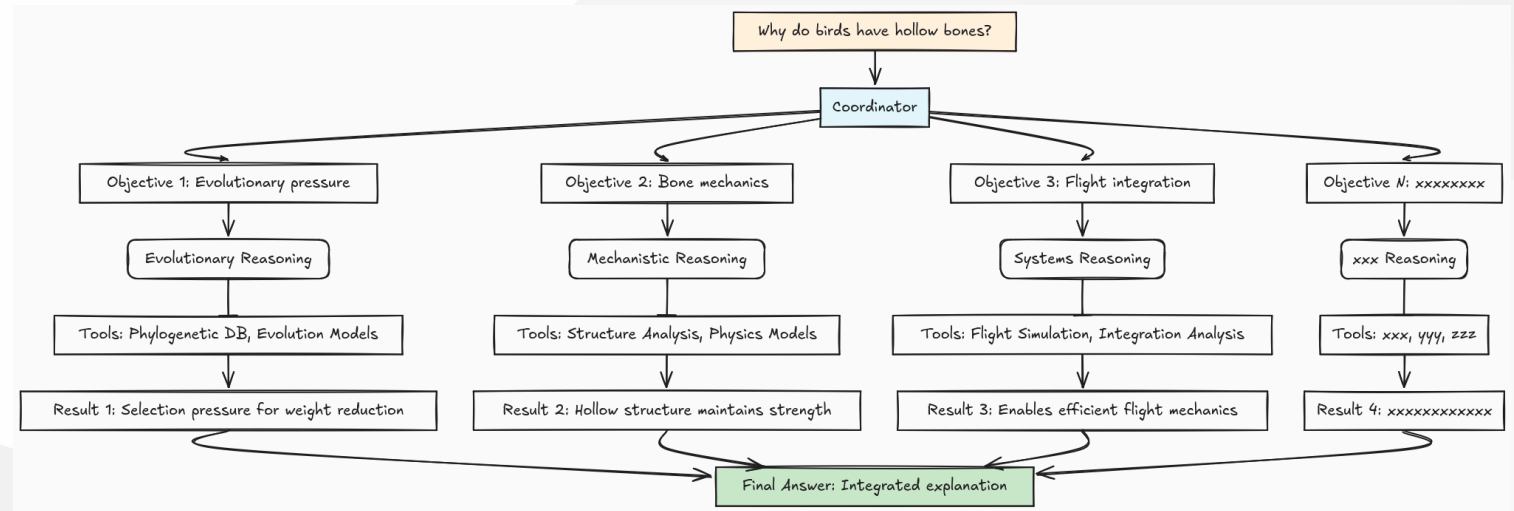 Why do birds have hollow bones?
Coordinator
Objective 1: Evolutionary pressure
Objective 2: Bone mechanics
Objective 3: Flight integration
Objective N: xxxxxxxx
Evolutionary Reasoning
Mechanistic Reasoning
Systems Reasoning
xxx Reasoning
Tools: Phylogenetic DB, Evolution Models
Tools: Structure Analysis, Physics Models
Tools: Flight Simulation, Integration Analysis
Tools: xxx, yyy, zzz
Result 1: Selection pressure for weight reduction
Result 2: Hollow structure maintains strength
Result 3: Enables efficient flight mechanics
Result 4: xxxxxxxxxxxx
Final Answer: Integrated explanation